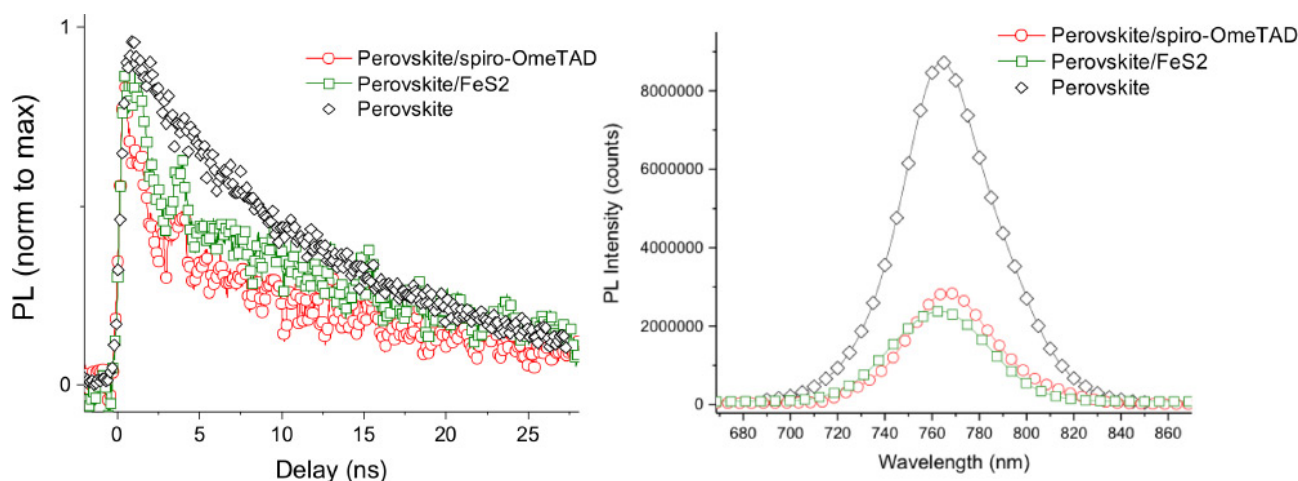 1
0
PL (norm to max)
Perovskite/spiro-OmeTAD
Perovskite/FeS2
Perovskite
0 5 10 15 20 25
Delay (ns)
Perovskite/spiro-OmeTAD
Perovskite/FeS2
Perovskite
PL Intensity (counts)
8000000
6000000
4000000
2000000
0
680 700 720 740 760 780 800 820 840 860
Wavelength (nm)